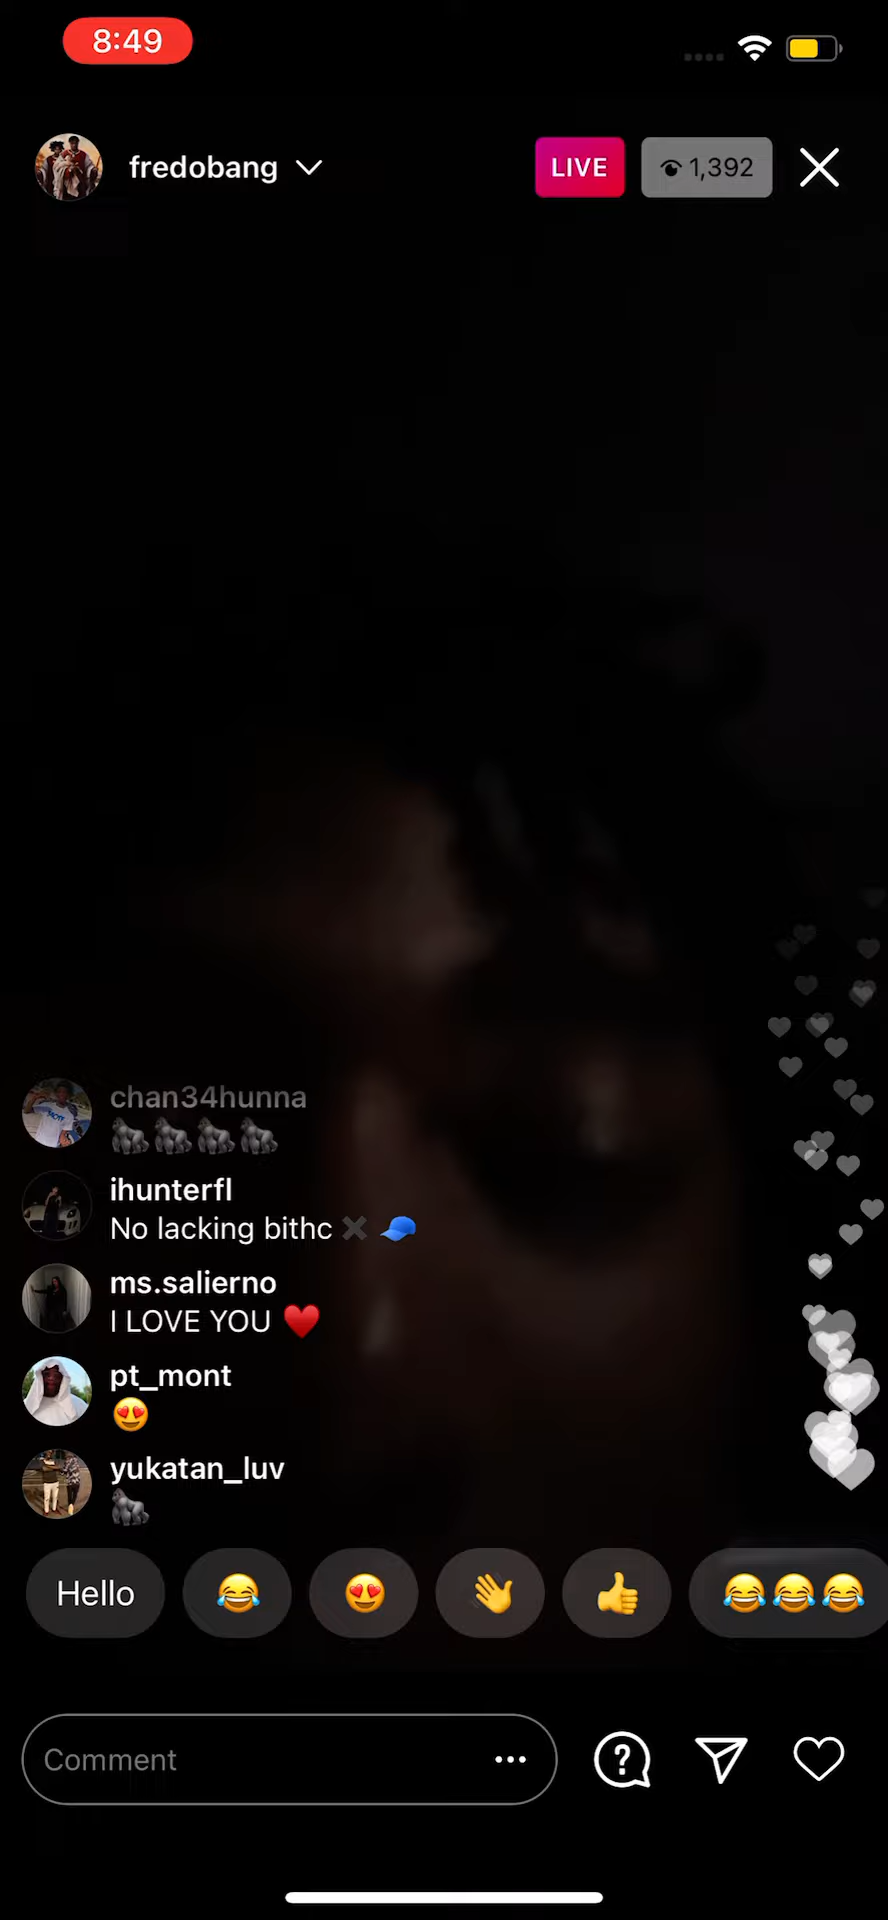 8:49
fredobang
LIVE
1,392
chan34hunna
🦍🦍🦍🦍
ihunterfl
No lacking bithc ✖️ 🧢
ms.salierno
I LOVE YOU ❤️
pt_mont
😍
yukatan_luv
🦍
Hello 😂 😍 👋 👍 😂😂😂
Comment